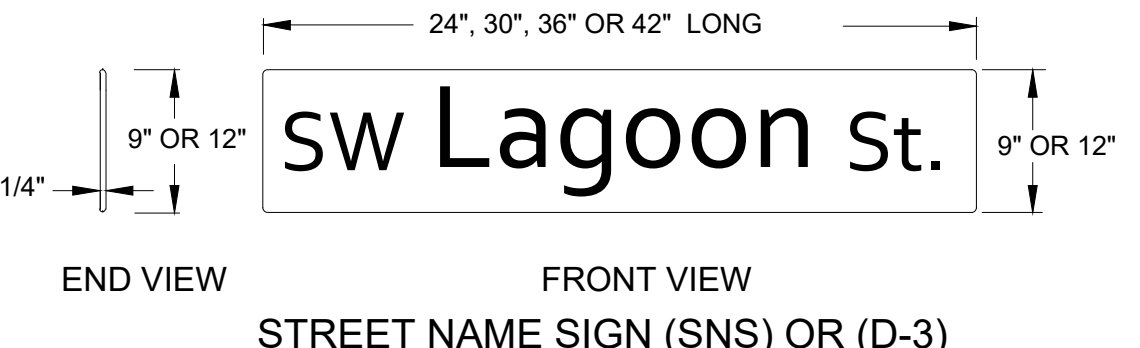 24", 30", 36" OR 42" LONG
9" OR 12"
SW Lagoon St.
9" OR 12"
1/4"
END VIEW
FRONT VIEW
STREET NAME SIGN (SNS) OR (D-3)